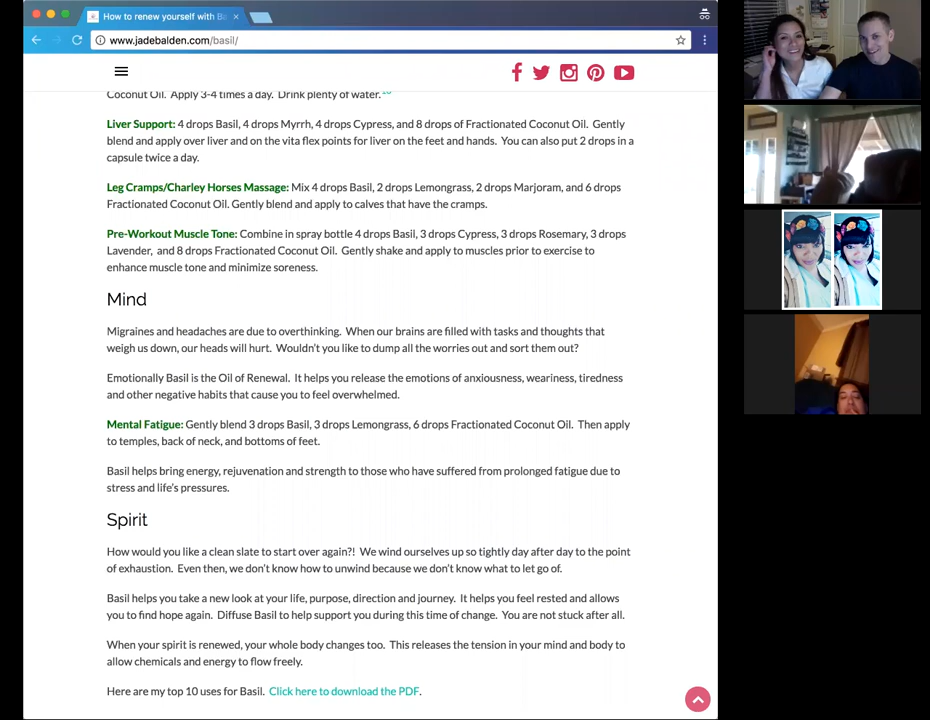 How to renew yourself with Ba
www.jadebalden.com/basil/
Coconut Oil. Apply 3-4 times a day. Drink plenty of water.
Liver Support: 4 drops Basil, 4 drops Myrrh, 4 drops Cypress, and 8 drops of Fractionated Coconut Oil. Gently
blend and apply over liver and on the vita flex points for liver on the feet and hands. You can also put 2 drops in a
capsule twice a day.
Leg Cramps/Charley Horses Massage: Mix 4 drops Basil, 2 drops Lemongrass, 2 drops Marjoram, and 6 drops
Fractionated Coconut Oil. Gently blend and apply to calves that have the cramps.
Pre-Workout Muscle Tone: Combine in spray bottle 4 drops Basil, 3 drops Cypress, 3 drops Rosemary, 3 drops
Lavender, and 8 drops Fractionated Coconut Oil. Gently shake and apply to muscles prior to exercise to
enhance muscle tone and minimize soreness.
Mind
Migraines and headaches are due to overthinking. When our brains are filled with tasks and thoughts that
weigh us down, our heads will hurt. Wouldn't you like to dump all the worries out and sort them out?
Emotionally Basil is the Oil of Renewal. It helps you release the emotions of anxiousness, weariness, tiredness
and other negative habits that cause you to feel overwhelmed.
Mental Fatigue: Gently blend 3 drops Basil, 3 drops Lemongrass, 6 drops Fractionated Coconut Oil. Then apply
to temples, back of neck, and bottoms of feet.
Basil helps bring energy, rejuvenation and strength to those who have suffered from prolonged fatigue due to
stress and life's pressures.
Spirit
How would you like a clean slate to start over again?! We wind ourselves up so tightly day after day to the point
of exhaustion. Even then, we don't know how to unwind because we don't know what to let go of.
Basil helps you take a new look at your life, purpose, direction and journey. It helps you feel rested and allows
you to find hope again. Diffuse Basil to help support you during this time of change. You are not stuck after all.
When your spirit is renewed, your whole body changes too. This releases the tension in your mind and body to
allow chemicals and energy to flow freely.
Here are my top 10 uses for Basil. Click here to download the PDF.